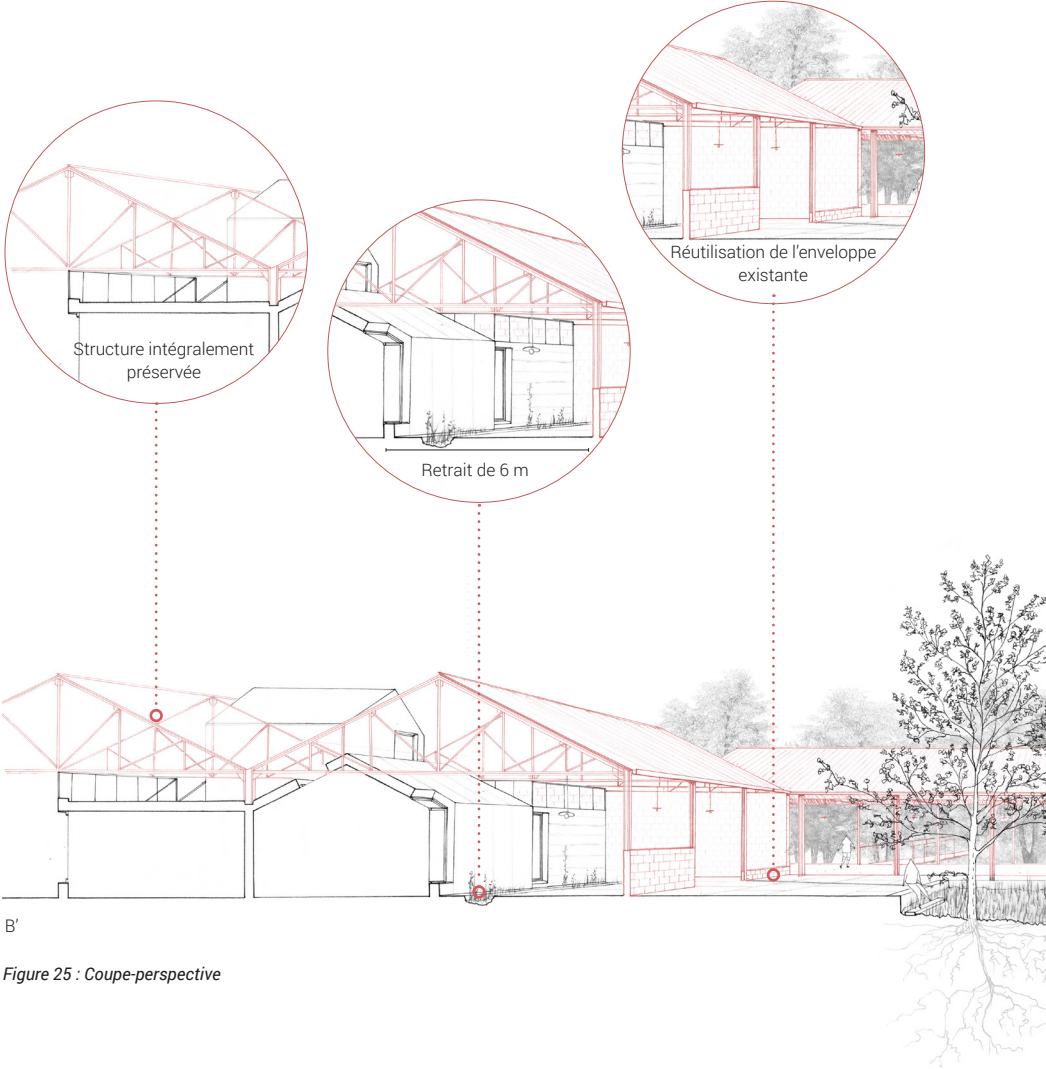 Réutilisation de l'enveloppe
existante
Structure intégralement
préservée
Retrait de 6 m
B'
Figure 25 : Coupe-perspective